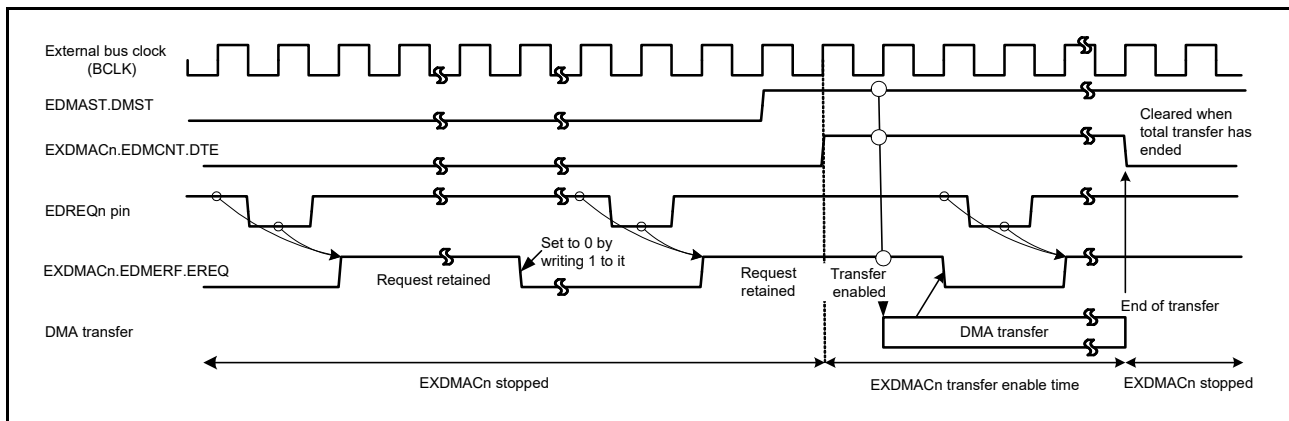 External bus clock
(BCLK)
EDMAST.DMST
Cleared when
total transfer has
ended
EXDMACn.EDMCNT.DTE
EDREQn pin
Set to 0 by
writing 1 to it
EXDMACn.EDMERF.EREQ
Request retained
Request
retained
Transfer
enabled
End of transfer
DMA transfer
DMA transfer
EXDMACn stopped
EXDMACn transfer enable time
EXDMACn stopped